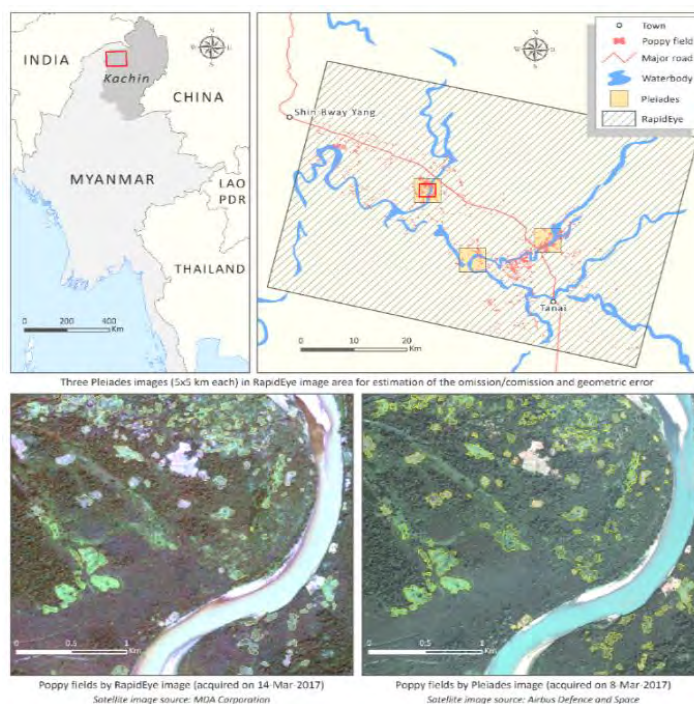 INDIA
Kachin
CHINA
MYANMAR
LAO
PDR
THAILAND
0 200 400
Km
Town
Poppy field
Major road
Waterbody
Pleiades
RapidEye
Shin Bway Yang
Tanai
0 10 20
Km
Three Pleiades images (5x5 km each) in RapidEye image area for estimation of the omission/comission and geometric error
0 0.5 1
Km
0 0.5 1
Km
Poppy fields by RapidEye image (acquired on 14-Mar-2017)
Satellite image source: MDA Corporation
Poppy fields by Pleiades image (acquired on 8-Mar-2017)
Satellite image source: Airbus Defence and Space